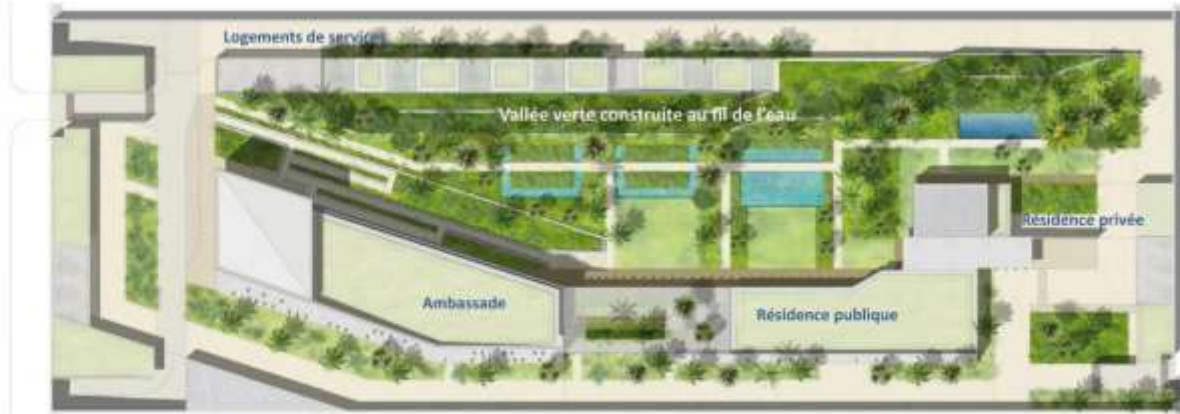 Logements de services
Vallée verte construite au fil de l'eau
Résidence privée
Ambassade
Résidence publique